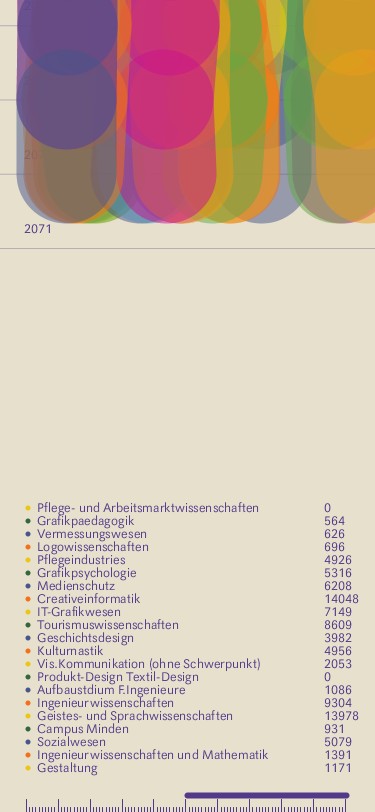 2071
Pflege- und Arbeitsmarktwissenschaften 0
Grafikpaedagogik 564
Vermessungswesen 626
Logowissenschaften 696
Pflegeindustries 4926
Grafikpsychologie 5316
Medienschutz 6208
Creativeinformatik 14048
IT-Grafikwesen 7149
Tourismuswissenschaften 8609
Geschichtsdesign 3982
Kulturnastik 4956
Vis.Kommunikation (ohne Schwerpunkt) 2053
Produkt-Design Textil-Design 0
Aufbaustdium F.Ingenieure 1086
Ingenieurwissenschaften 9304
Geistes- und Sprachwissenschaften 13978
Campus Minden 931
Sozialwesen 5079
Ingenieurwissenschaften und Mathematik 1391
Gestaltung 1171